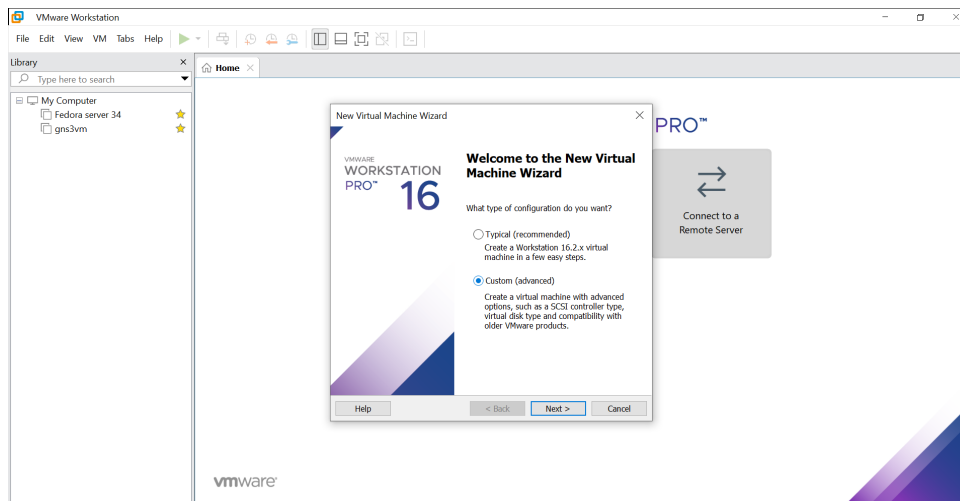 VMware Workstation
File Edit View VM Tabs Help
Library
Type here to search
My Computer
Fedora server 34
gns3vm
Home
New Virtual Machine Wizard
VMWARE
WORKSTATION
PRO™ 16
Welcome to the New Virtual
Machine Wizard
What type of configuration do you want?
Typical (recommended)
Create a Workstation 16.2.x virtual
machine in a few easy steps.
Custom (advanced)
Create a virtual machine with advanced
options, such as a SCSI controller type,
virtual disk type and compatibility with
older VMware products.
Help < Back Next > Cancel
PRO™
Connect to a
Remote Server
vmware®